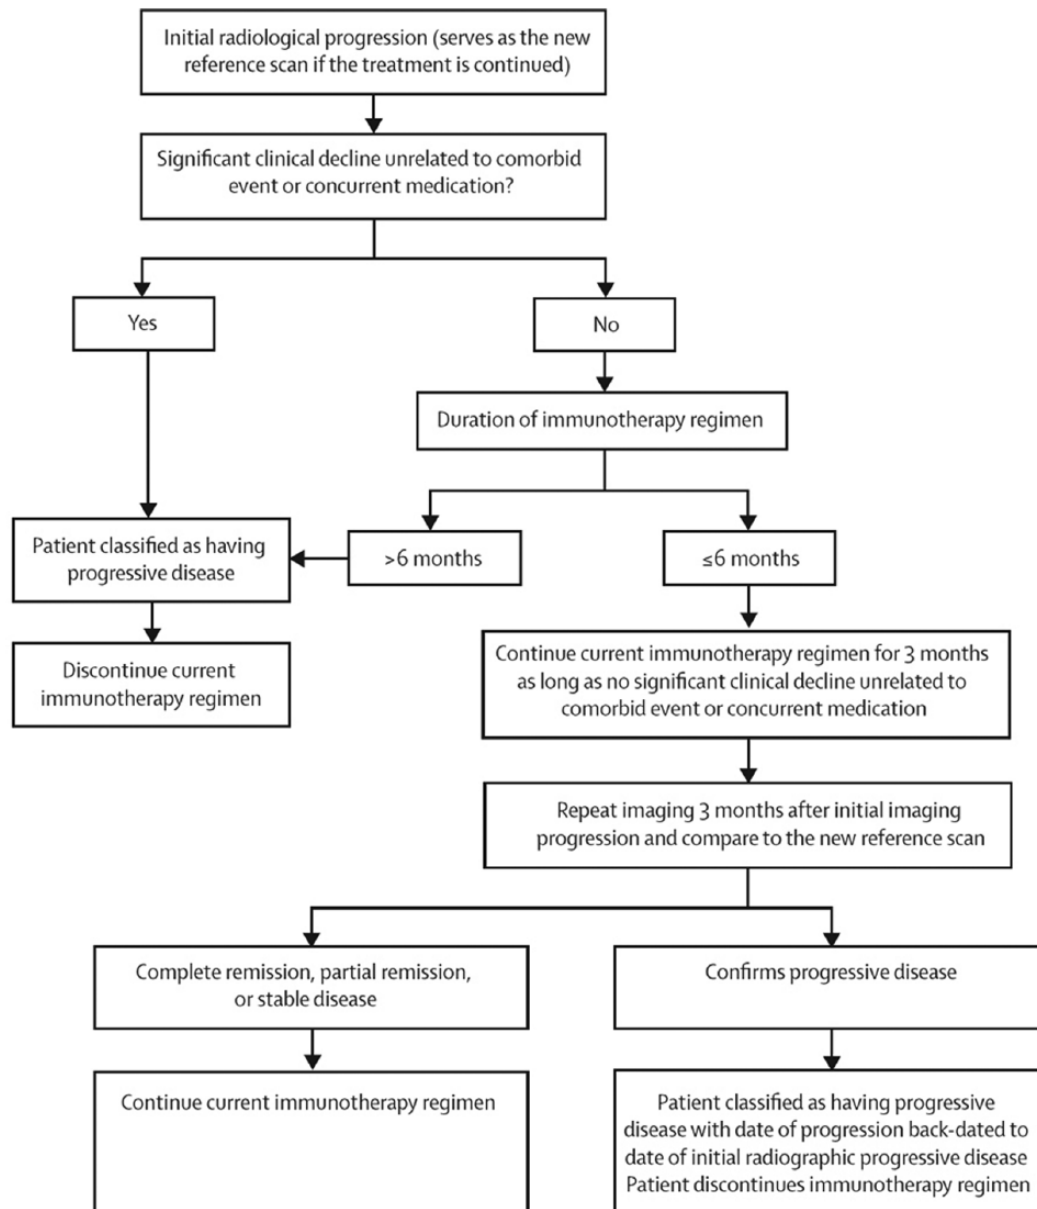 Initial radiological progression (serves as the new
reference scan if the treatment is continued)
Significant clinical decline unrelated to comorbid
event or concurrent medication?
Yes
No
Duration of immunotherapy regimen
Patient classified as having
progressive disease
>6 months
≤6 months
Discontinue current
immunotherapy regimen
Continue current immunotherapy regimen for 3 months
as long as no significant clinical decline unrelated to
comorbid event or concurrent medication
Repeat imaging 3 months after initial imaging
progression and compare to the new reference scan
Complete remission, partial remission,
or stable disease
Confirms progressive disease
Continue current immunotherapy regimen
Patient classified as having progressive
disease with date of progression back-dated to
date of initial radiographic progressive disease
Patient discontinues immunotherapy regimen